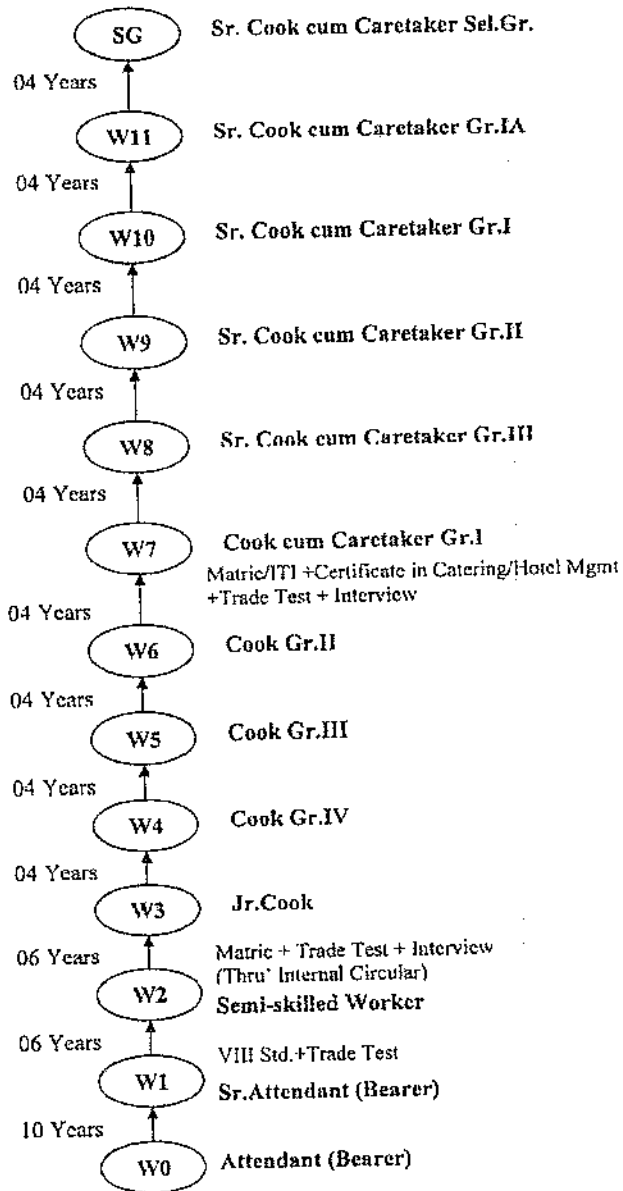 SG Sr. Cook cum Caretaker Sel.Gr.
04 Years
W11 Sr. Cook cum Caretaker Gr.IA
04 Years
W10 Sr. Cook cum Caretaker Gr.I
04 Years
W9 Sr. Cook cum Caretaker Gr.II
04 Years
W8 Sr. Cook cum Caretaker Gr.III
04 Years
W7 Cook cum Caretaker Gr.I
Matric/ITI +Certificate in Catering/Hotel Mgmt
+Trade Test + Interview
04 Years
W6 Cook Gr.II
04 Years
W5 Cook Gr.III
04 Years
W4 Cook Gr.IV
04 Years
W3 Jr.Cook
06 Years
Matric + Trade Test + Interview
(Thru' Internal Circular)
W2 Semi-skilled Worker
06 Years
VIII Std.+Trade Test
W1 Sr.Attendant (Bearer)
10 Years
W0 Attendant (Bearer)